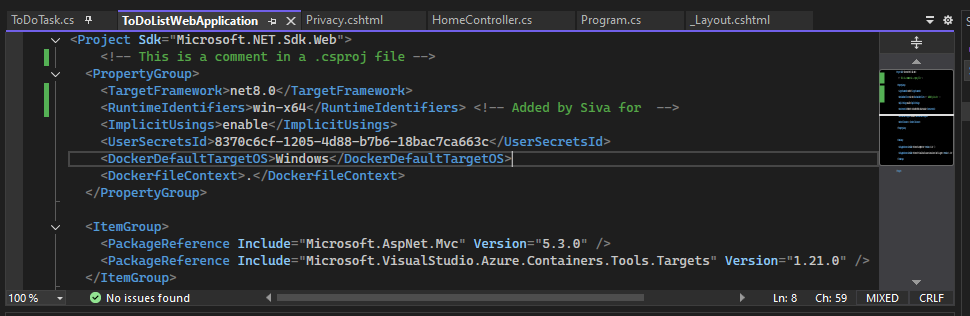 ToDoTask.cs
ToDoListWebApplication
Privacy.cshtml
HomeController.cs
Program.cs
_Layout.cshtml
<Project Sdk="Microsoft.NET.Sdk.Web">
<!-- This is a comment in a .csproj file -->
<PropertyGroup>
<TargetFramework>net8.0</TargetFramework>
<RuntimeIdentifiers>win-x64</RuntimeIdentifiers> <!-- Added by Siva for  -->
<ImplicitUsings>enable</ImplicitUsings>
<UserSecretsId>8370c6cf-1205-4d88-b7b6-18bac7ca663c</UserSecretsId>
<DockerDefaultTargetOS>Windows</DockerDefaultTargetOS>
<DockerfileContext>.</DockerfileContext>
</PropertyGroup>
<ItemGroup>
<PackageReference Include="Microsoft.AspNet.Mvc" Version="5.3.0" />
<PackageReference Include="Microsoft.VisualStudio.Azure.Containers.Tools.Targets" Version="1.21.0" />
</ItemGroup>
100 %
No issues found
Ln: 8
Ch: 59
MIXED
CRLF